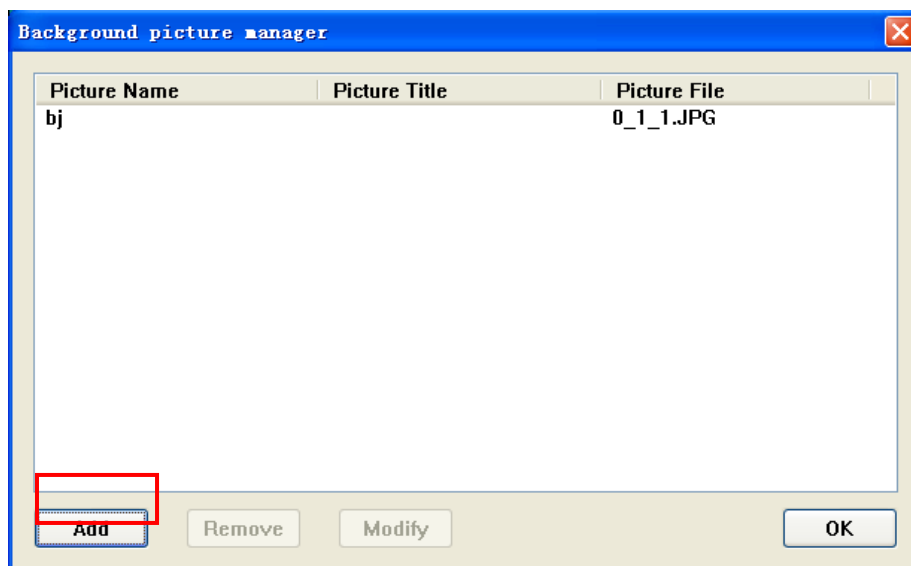 Background picture manager
Picture Name Picture Title Picture File
bj 0_1_1.JPG
Add Remove Modify OK